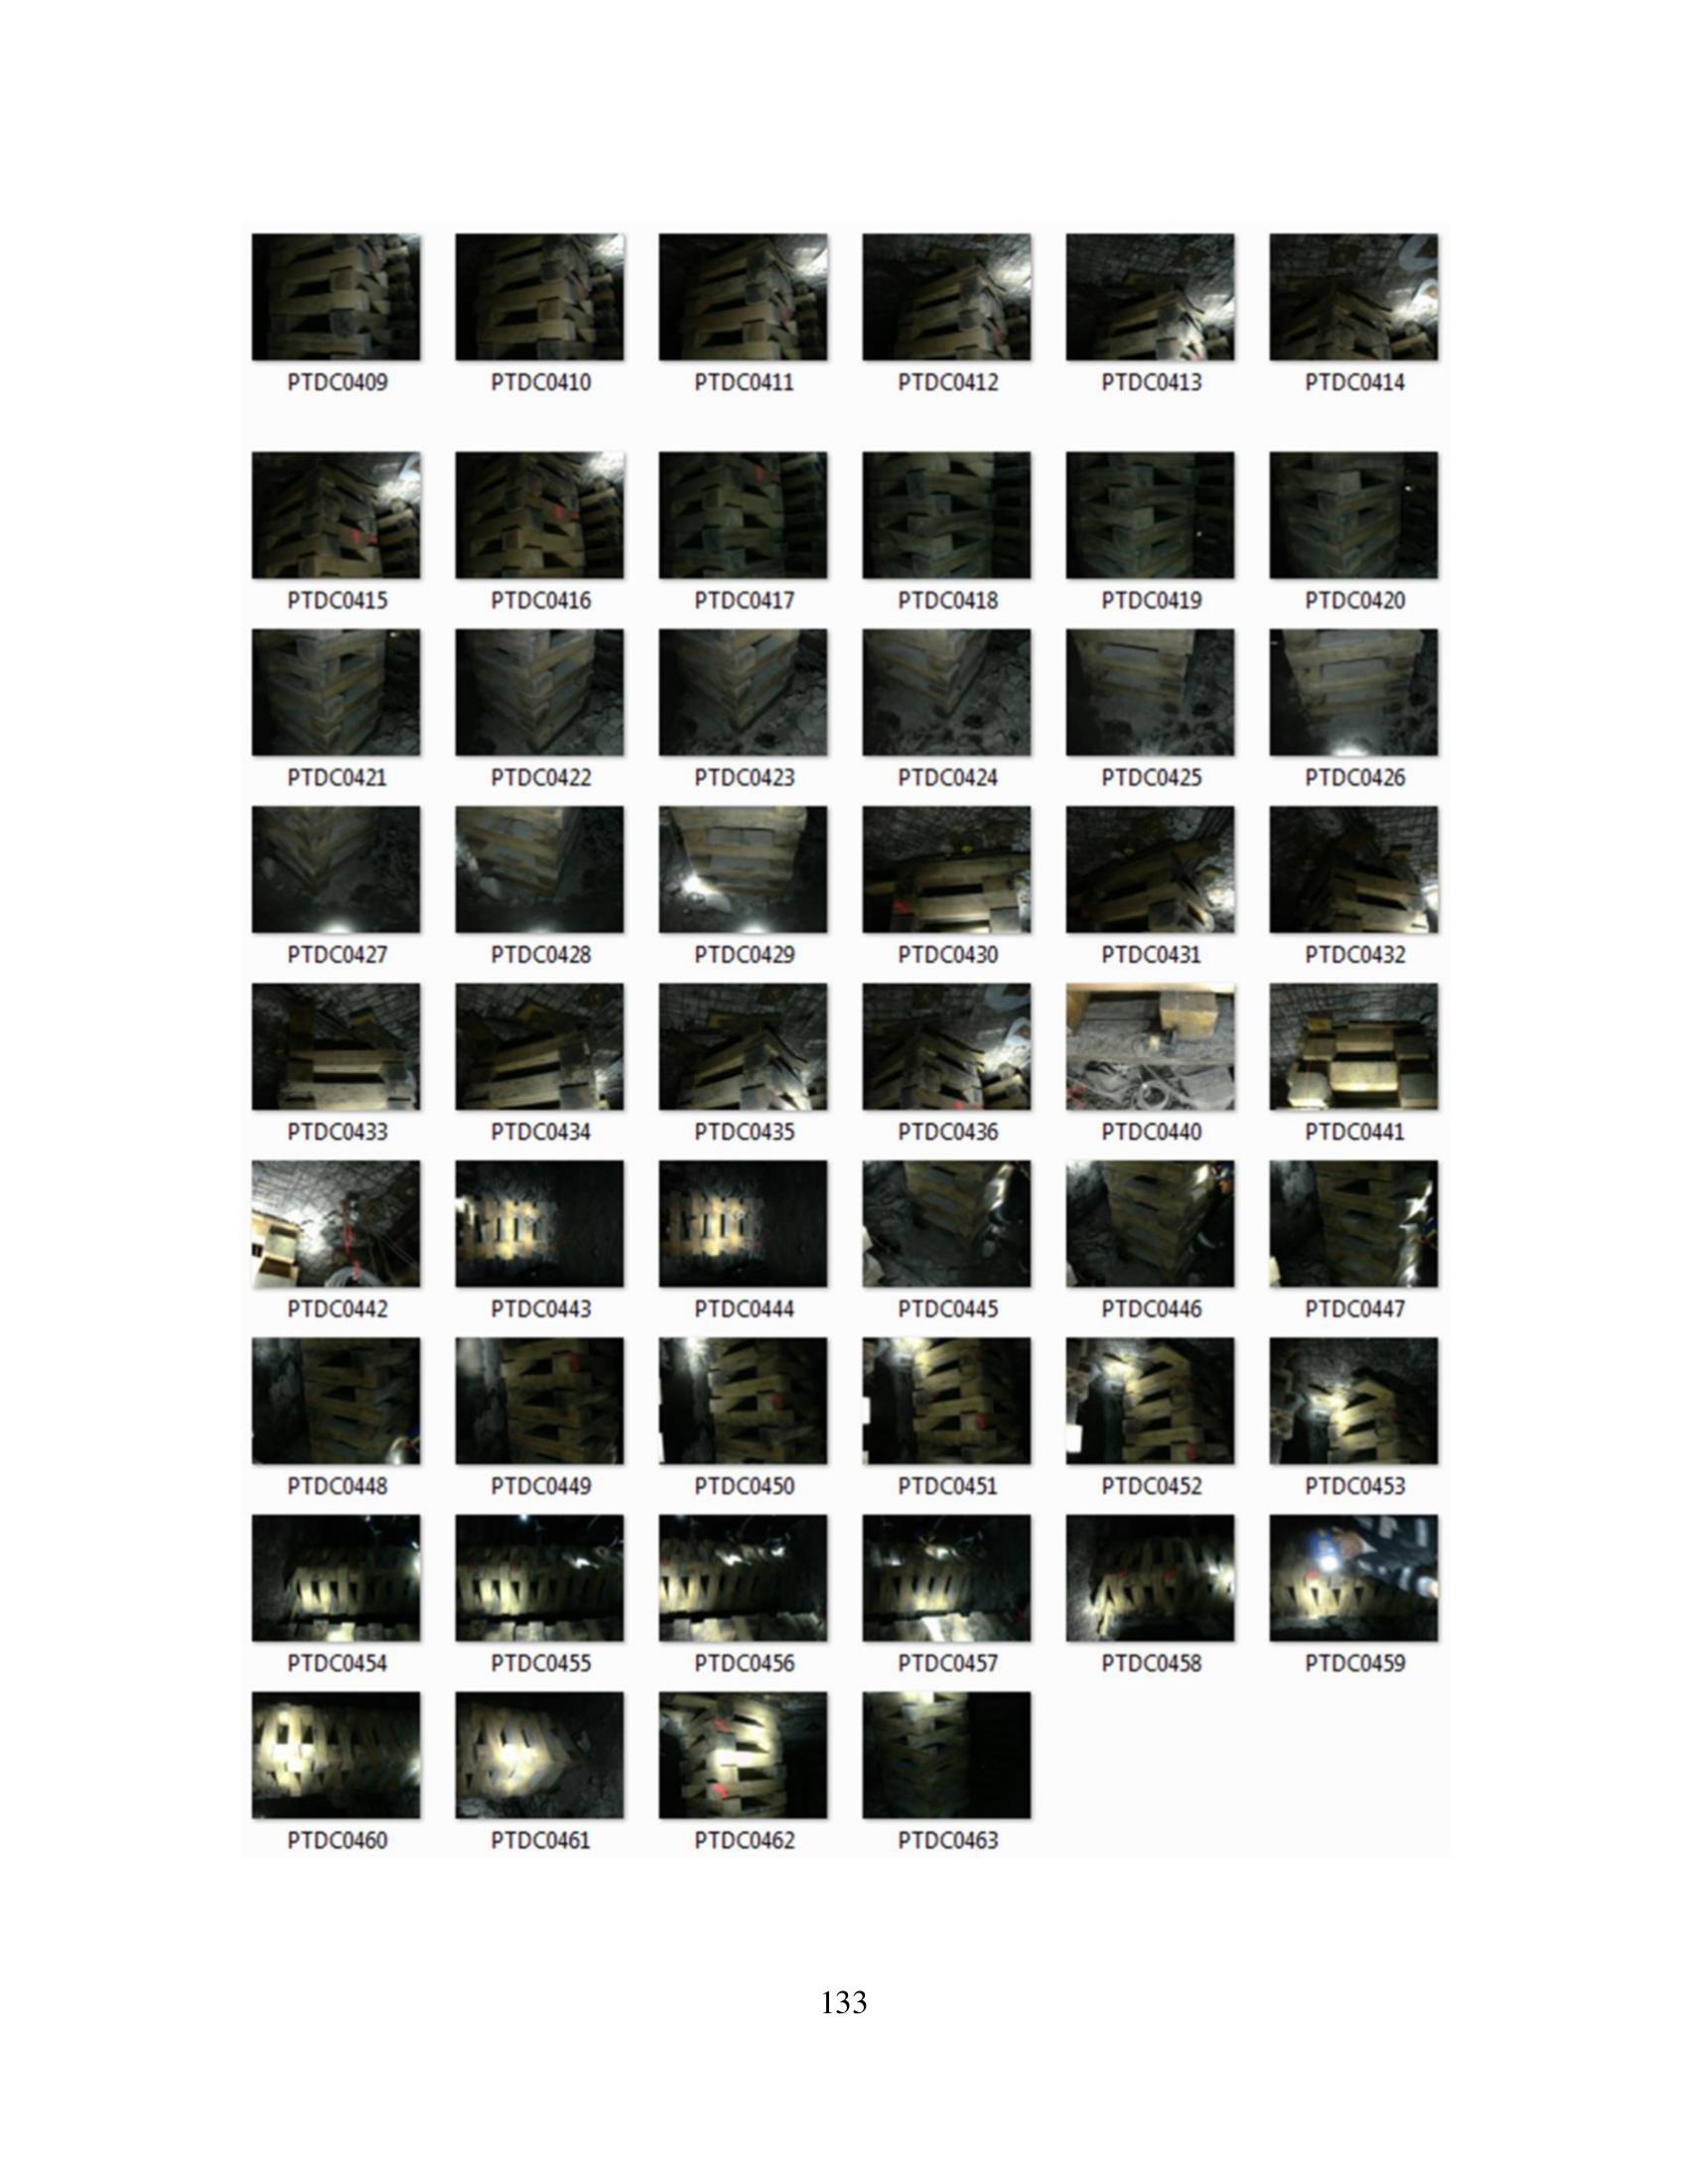 PTDC0409 PTDC0410 PTDC0411 PTDC0412 PTDC0413 PTDC0414
PTDC0415 PTDC0416 PTDC0417 PTDC0418 PTDC0419 PTDC0420
PTDC0421 PTDC0422 PTDC0423 PTDC0424 PTDC0425 PTDC0426
PTDC0427 PTDC0428 PTDC0429 PTDC0430 PTDC0431 PTDC0432
PTDC0433 PTDC0434 PTDC0435 PTDC0436 PTDC0440 PTDC0441
PTDC0442 PTDC0443 PTDC0444 PTDC0445 PTDC0446 PTDC0447
PTDC0448 PTDC0449 PTDC0450 PTDC0451 PTDC0452 PTDC0453
PTDC0454 PTDC0455 PTDC0456 PTDC0457 PTDC0458 PTDC0459
PTDC0460 PTDC0461 PTDC0462 PTDC0463
133